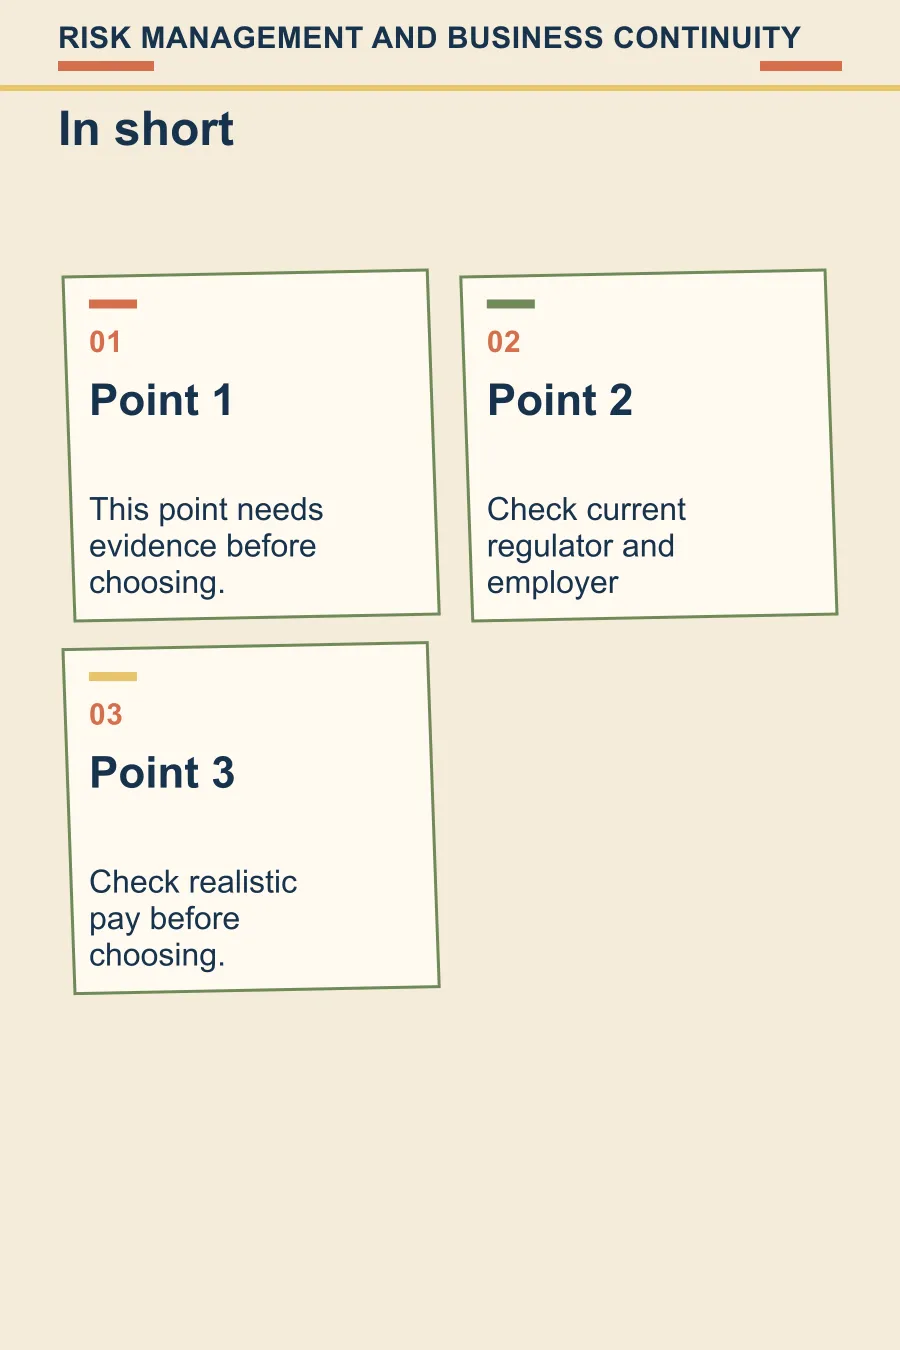 RISK MANAGEMENT AND BUSINESS CONTINUITY
In short
01
Point 1
This point needs
evidence before
choosing.
02
Point 2
Check current
regulator and
employer
03
Point 3
Check realistic
pay before
choosing.